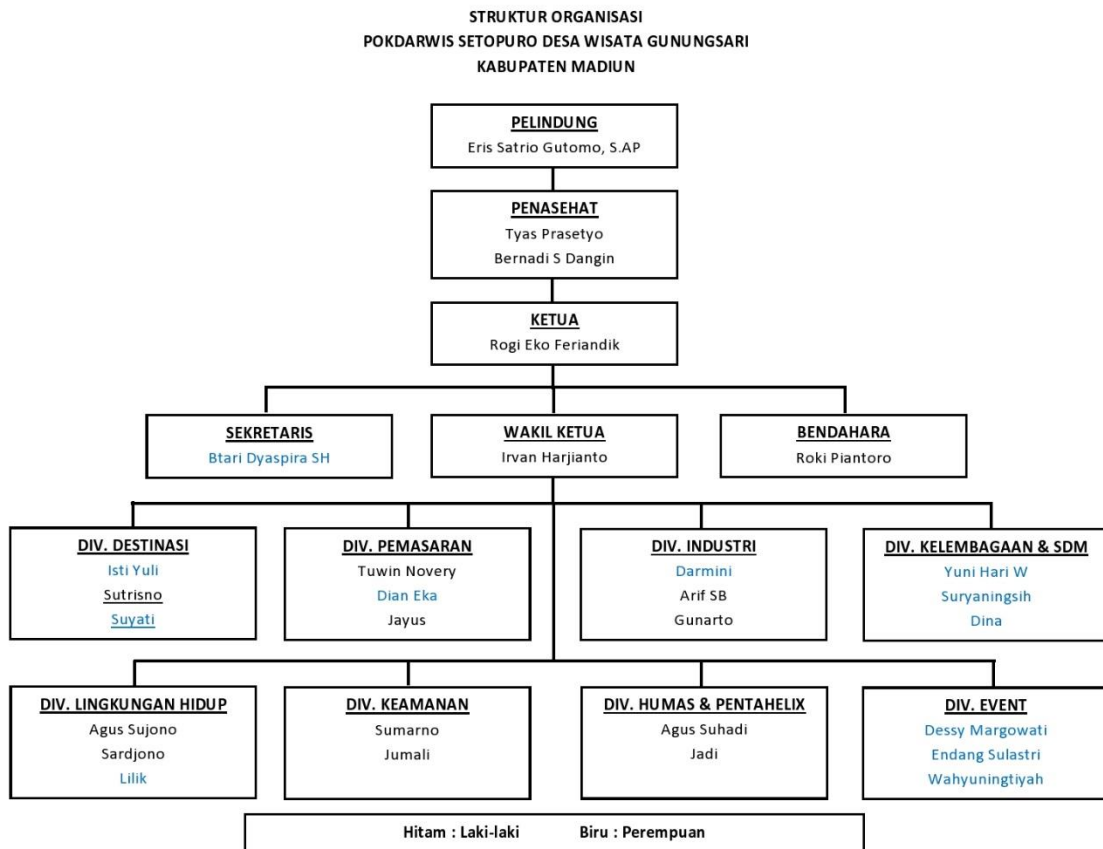 STRUKTUR ORGANISASI
POKDARWIS SETOPURO DESA WISATA GUNUNGSARI
KABUPATEN MADIUN
PELINDUNG
Eris Satrio Gutomo, S.AP
PENASEHAT
Tyas Prasetyo
Bernadi S Dangin
KETUA
Rogi Eko Feriandik
SEKRETARIS
Btari Dyaspira SH
WAKIL KETUA
Irvan Harjianto
BENDAHARA
Roki Piantoro
DIV. DESTINASI
Isti Yuli
Sutrisno
Suyati
DIV. PEMASARAN
Tuwin Novery
Dian Eka
Jayus
DIV. INDUSTRI
Darmini
Arif SB
Gunarto
DIV. KELEMBAGAAN & SDM
Yuni Hari W
Suryaningsih
Dina
DIV. LINGKUNGAN HIDUP
Agus Sujono
Sardjono
Lilik
DIV. KEAMANAN
Sumarno
Jumali
DIV. HUMAS & PENTAHELIX
Agus Suhadi
Jadi
DIV. EVENT
Dessy Margowati
Endang Sulastri
Wahyuningtiyah
Hitam : Laki-laki Biru : Perempuan